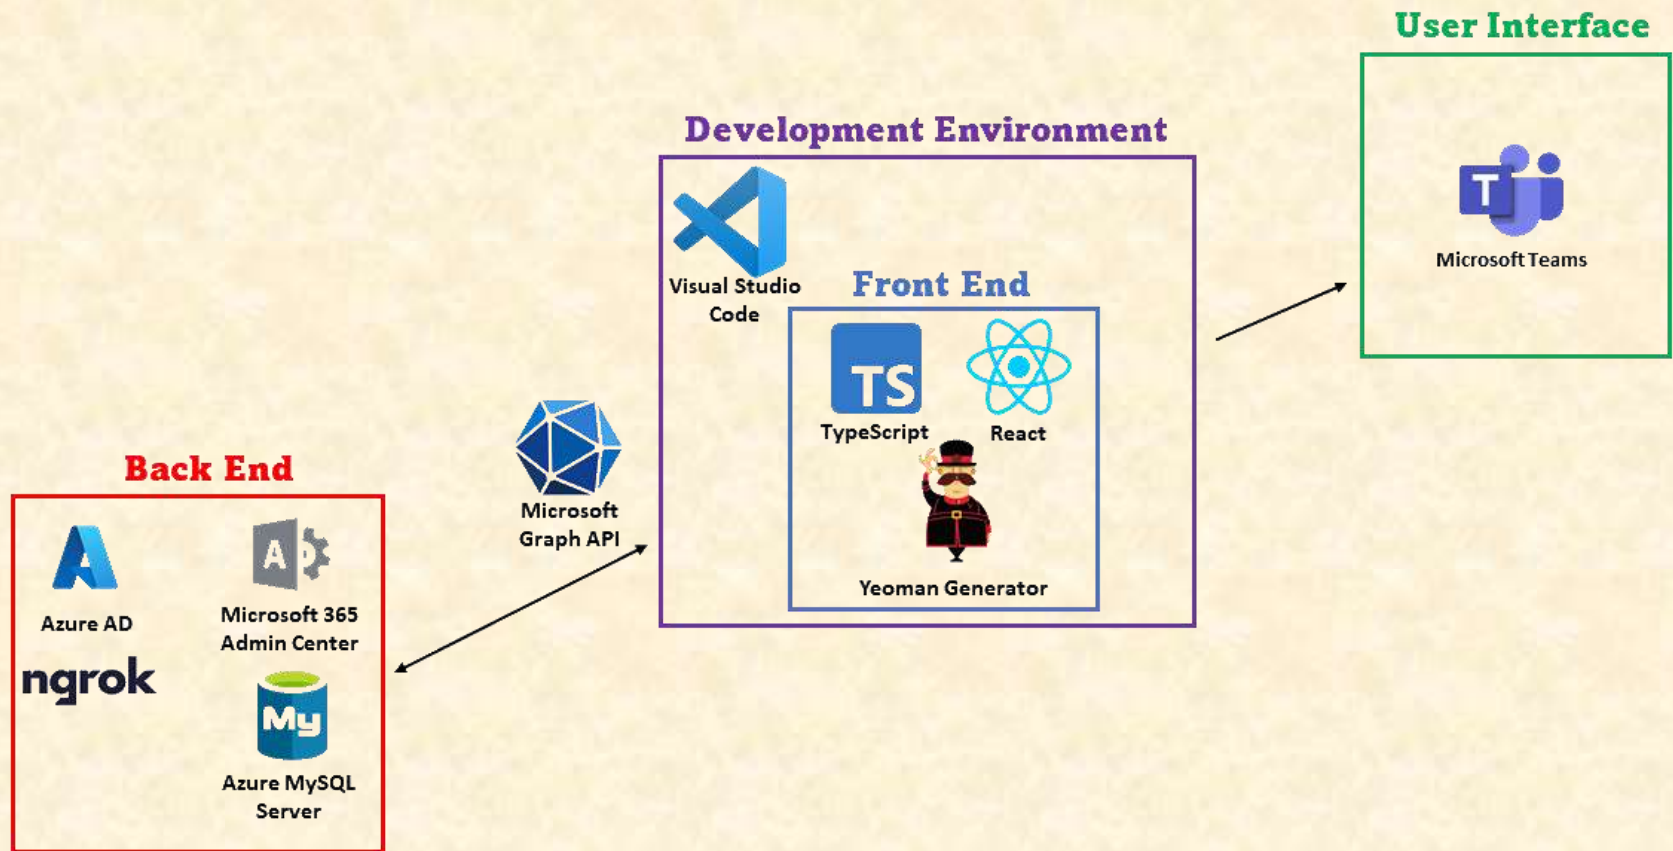 User Interface
Microsoft Teams
Development Environment
Visual Studio
Code
Front End
TS
TypeScript
React
Yeoman Generator
Microsoft
Graph API
Back End
A
Azure AD
Microsoft 365
Admin Center
ngrok
My
Azure MySQL
Server
T